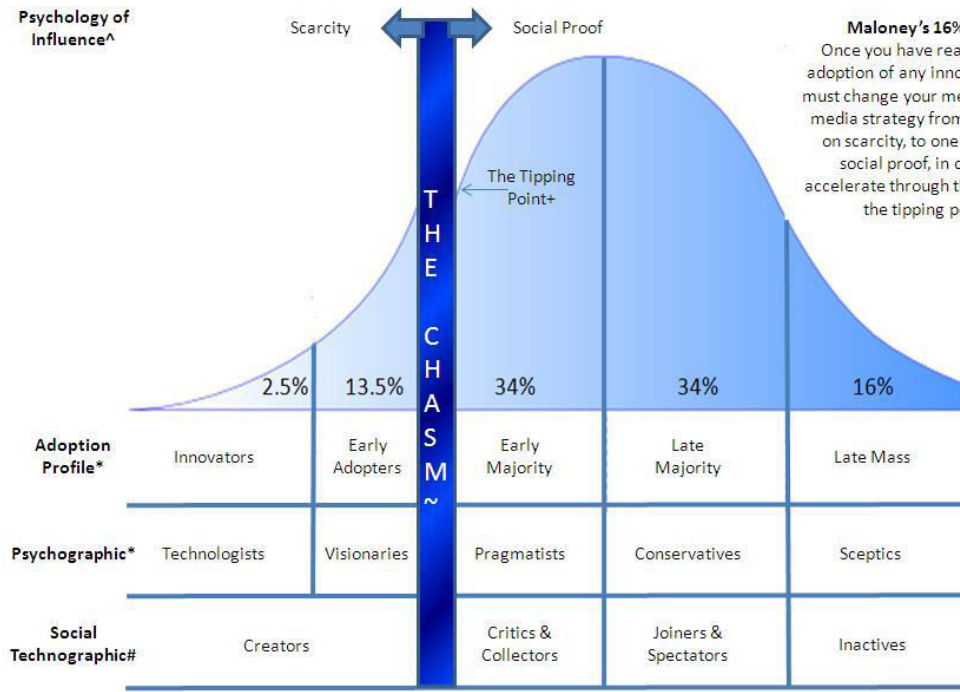 Psychology of
Influence^
Scarcity
Social Proof
Maloney's 16%
Once you have rea
adoption of any inno
must change your me
media strategy from
on scarcity, to one
social proof, in o
accelerate through th
the tipping po
The Tipping
Point+
THE CHASM~
2.5%
13.5%
34%
34%
16%
Adoption
Profile*
Innovators
Early
Adopters
Early
Majority
Late
Majority
Late Mass
Psychographic*
Technologists
Visionaries
Pragmatists
Conservatives
Sceptics
Social
Technographic#
Creators
Critics &
Collectors
Joiners &
Spectators
Inactives